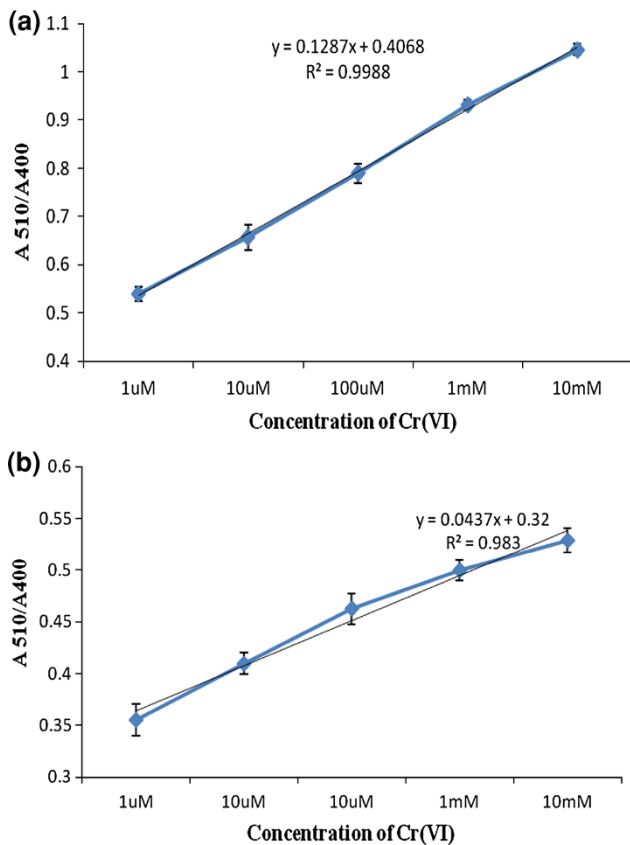 (a)
1.1
1
0.9
0.8
0.7
0.6
0.5
0.4
A 510/A400
y = 0.1287x + 0.4068
R² = 0.9988
1uM 10uM 100uM 1mM 10mM
Concentration of Cr(VI)
(b)
0.6
0.55
0.5
0.45
0.4
0.35
0.3
A 510/A400
y = 0.0437x + 0.32
R² = 0.983
1uM 10uM 10uM 1mM 10mM
Concentration of Cr(VI)